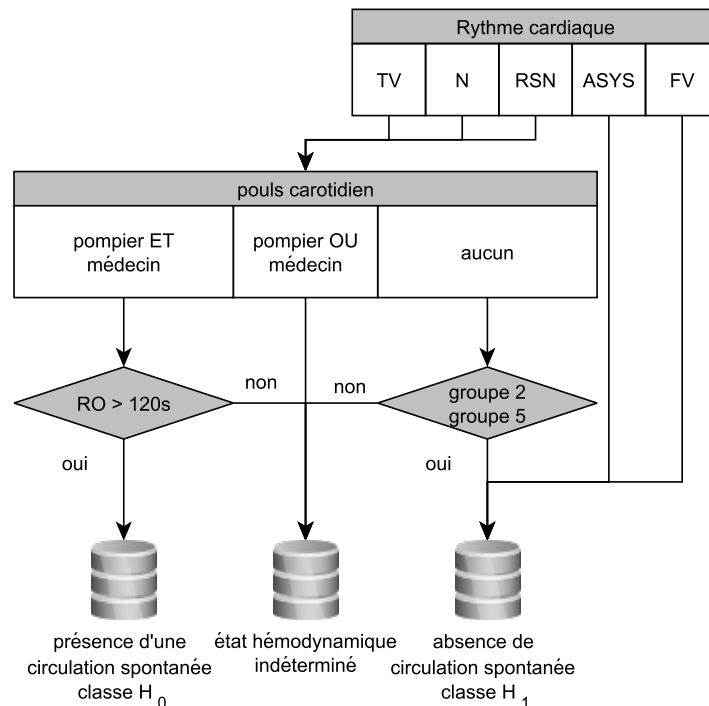 Rythme cardiaque
TV N RSN ASYS FV
pouls carotidien
pompier ET
médecin
pompier OU
médecin
aucun
RO > 120s
non
non
groupe 2
groupe 5
oui
oui
présence d'une
circulation spontanée
classe H 0
état hémodynamique
indéterminé
absence de
circulation spontanée
classe H 1